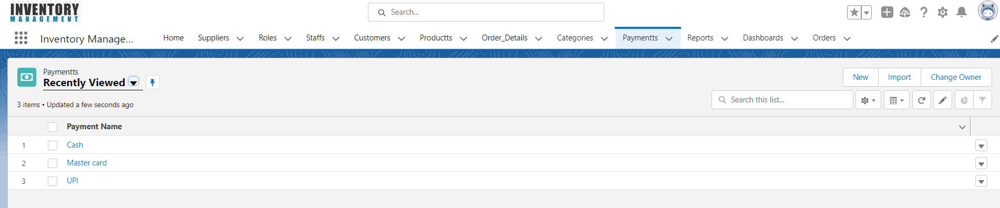 INVENTORY
MANAGEMENT
Search...
Inventory Manage... Home Suppliers Roles Staffs Customers Productts Order_Details Categories Paymentts Reports Dashboards Orders
Paymentts
Recently Viewed
New Import Change Owner
3 items • Updated a few seconds ago
Search this list...
Payment Name
1 Cash
2 Master card
3 UPI